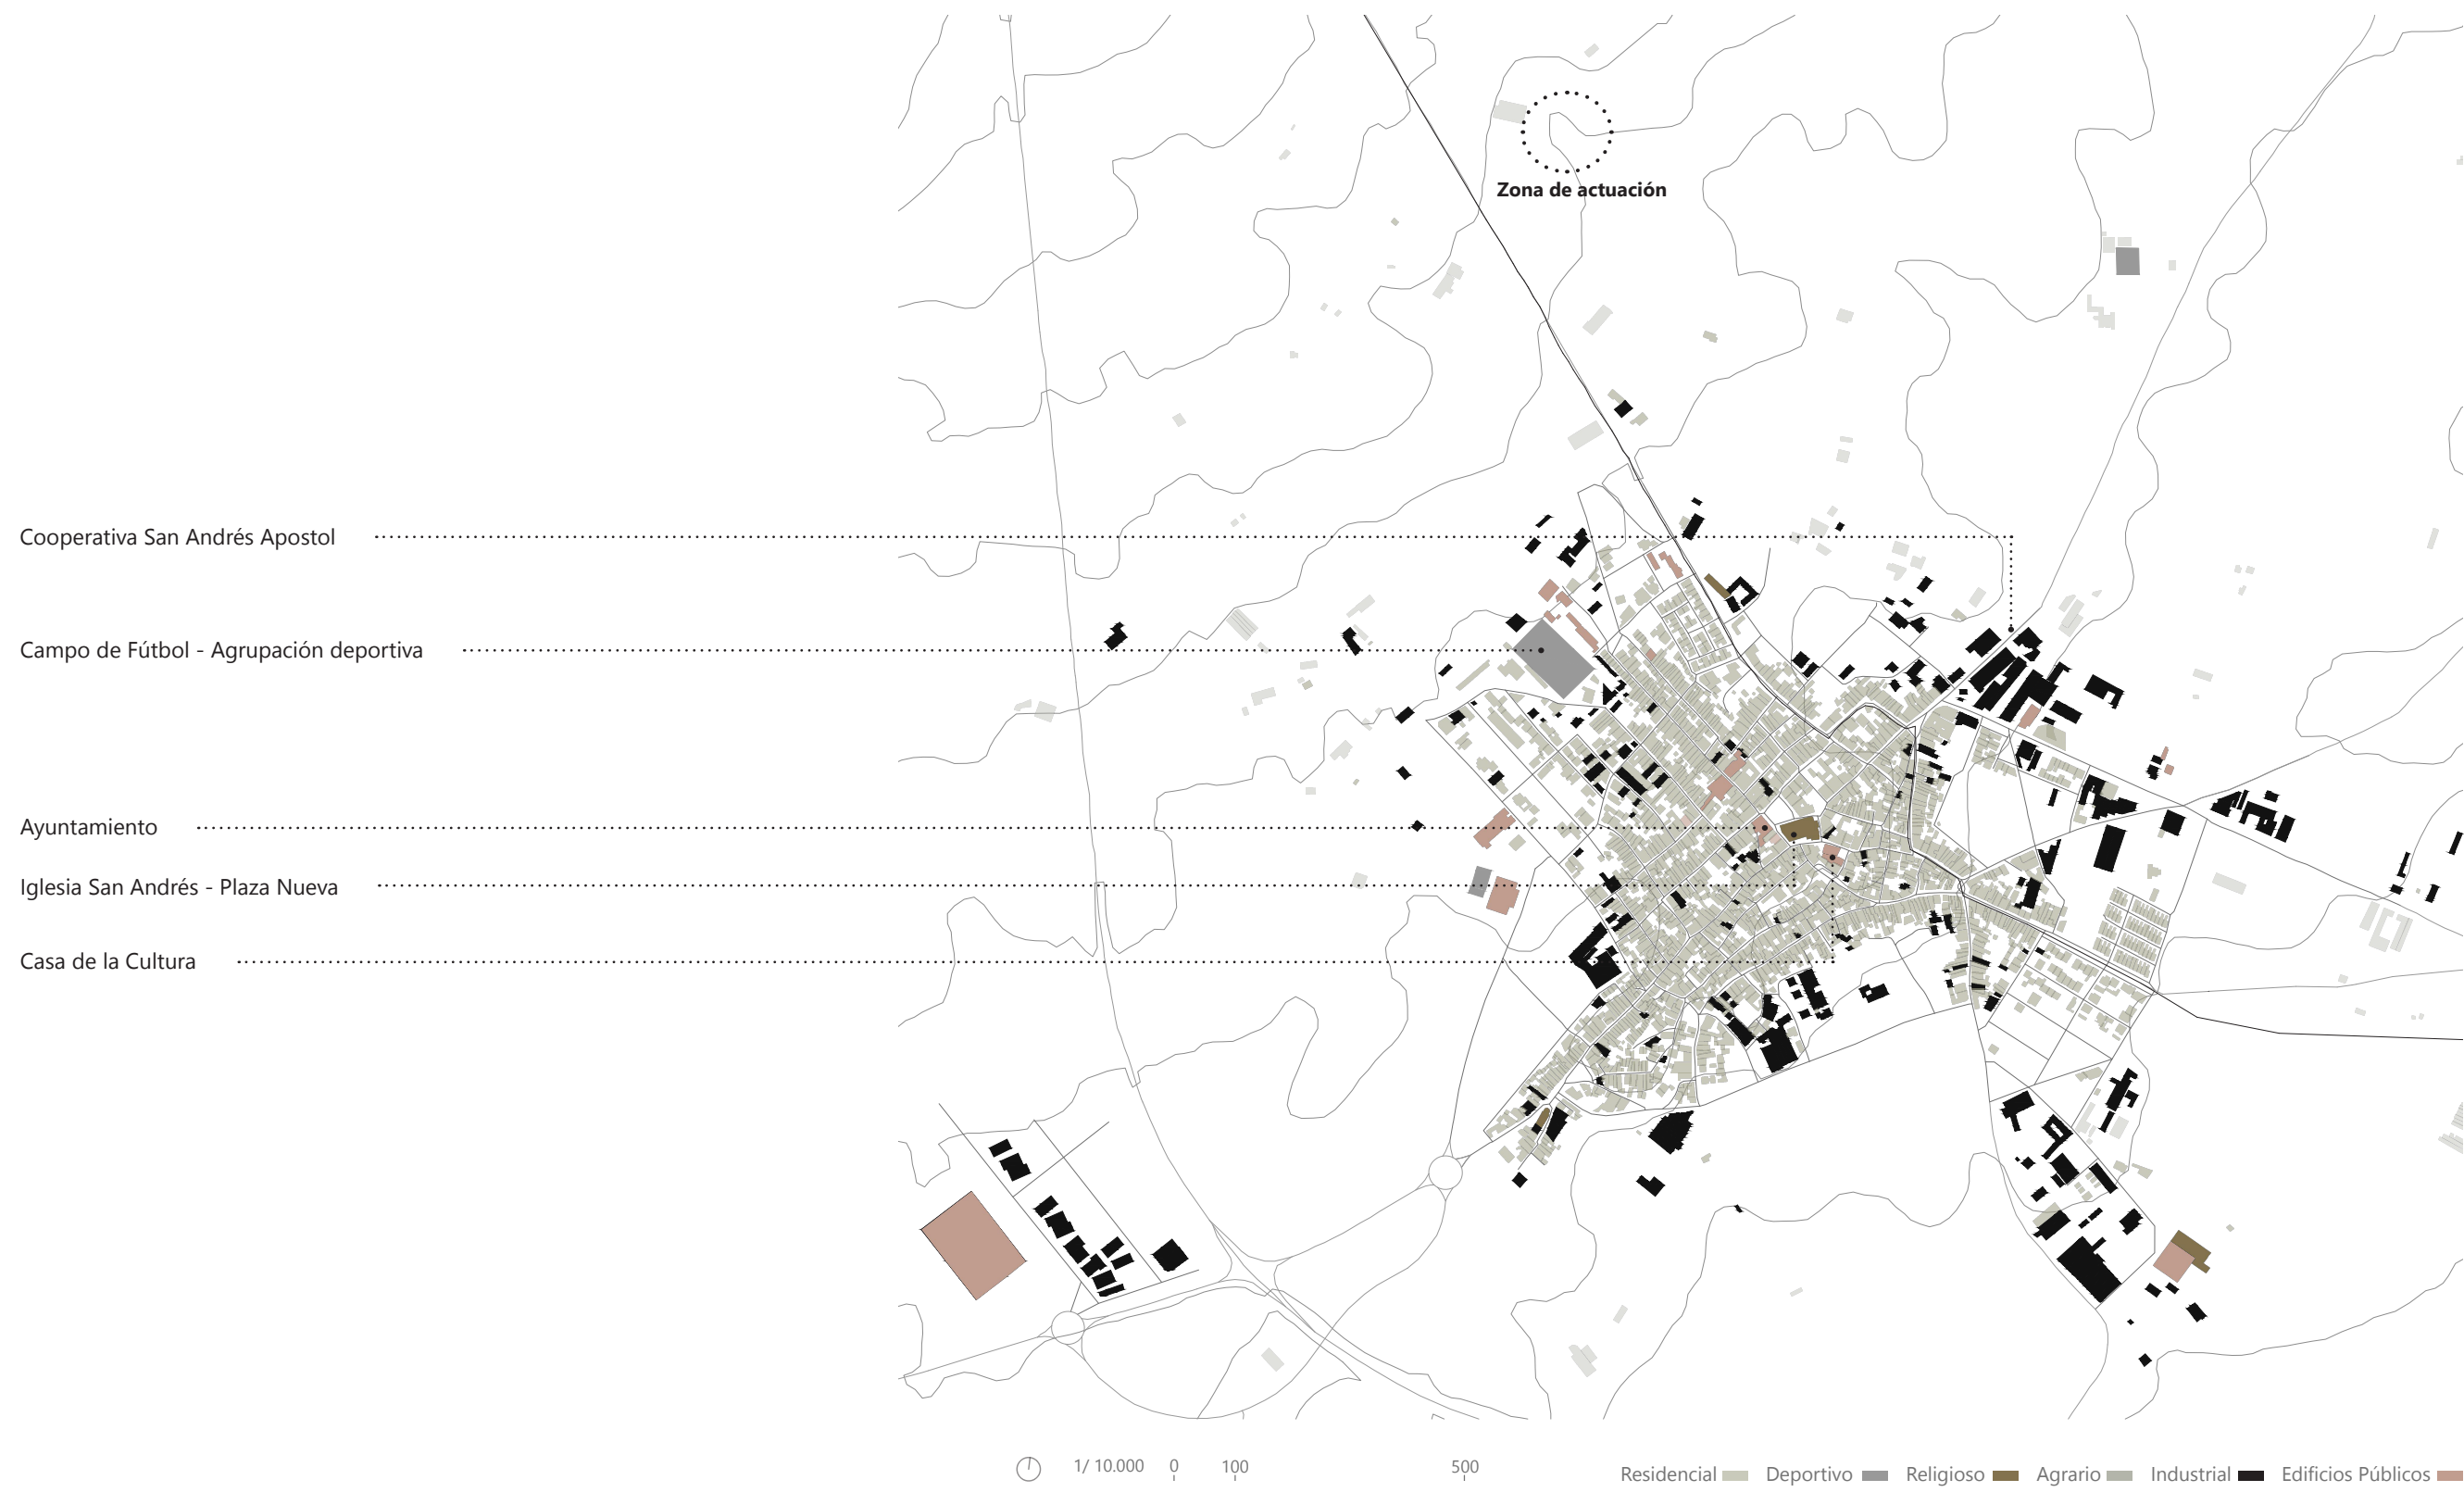 Zona de actuación
Cooperativa San Andrés Apostol
Campo de Fútbol - Agrupación deportiva
Ayuntamiento
Iglesia San Andrés - Plaza Nueva
Casa de la Cultura
1/ 10.000 0 100 500
Residencial Deportivo Religioso Agrario Industrial Edificios Públicos